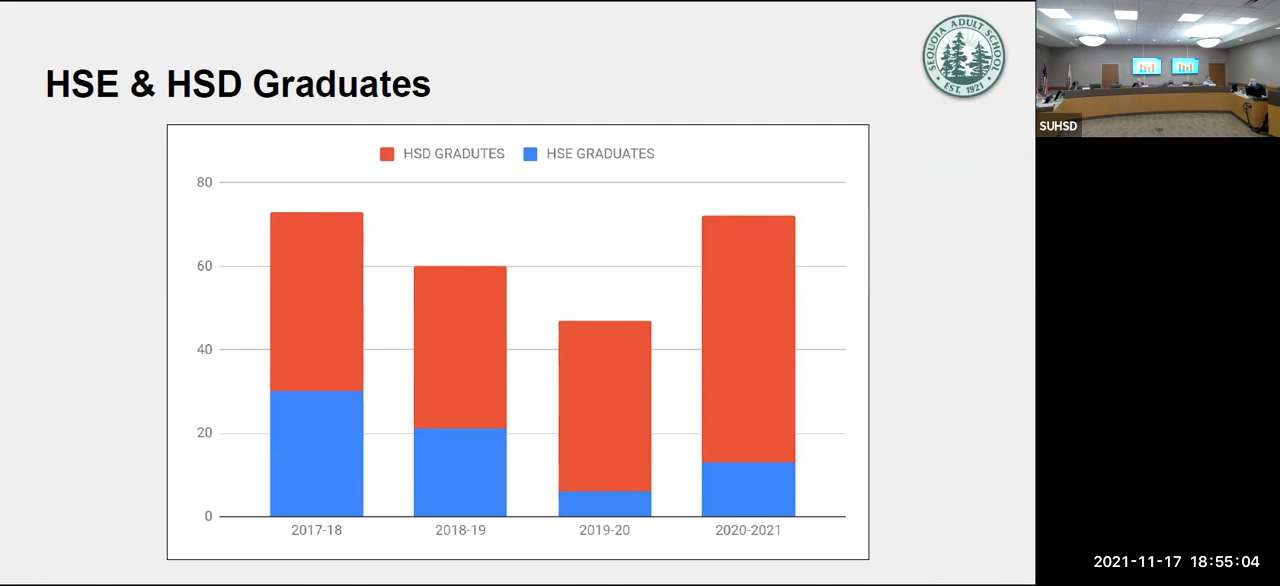 HSE & HSD Graduates
SEQUOIA ADULT SCHOOL
EST. 1921
SUHSD
HSD GRADUTES
HSE GRADUATES
80
60
40
20
0
2017-18
2018-19
2019-20
2020-2021
2021-11-17 18:55:04